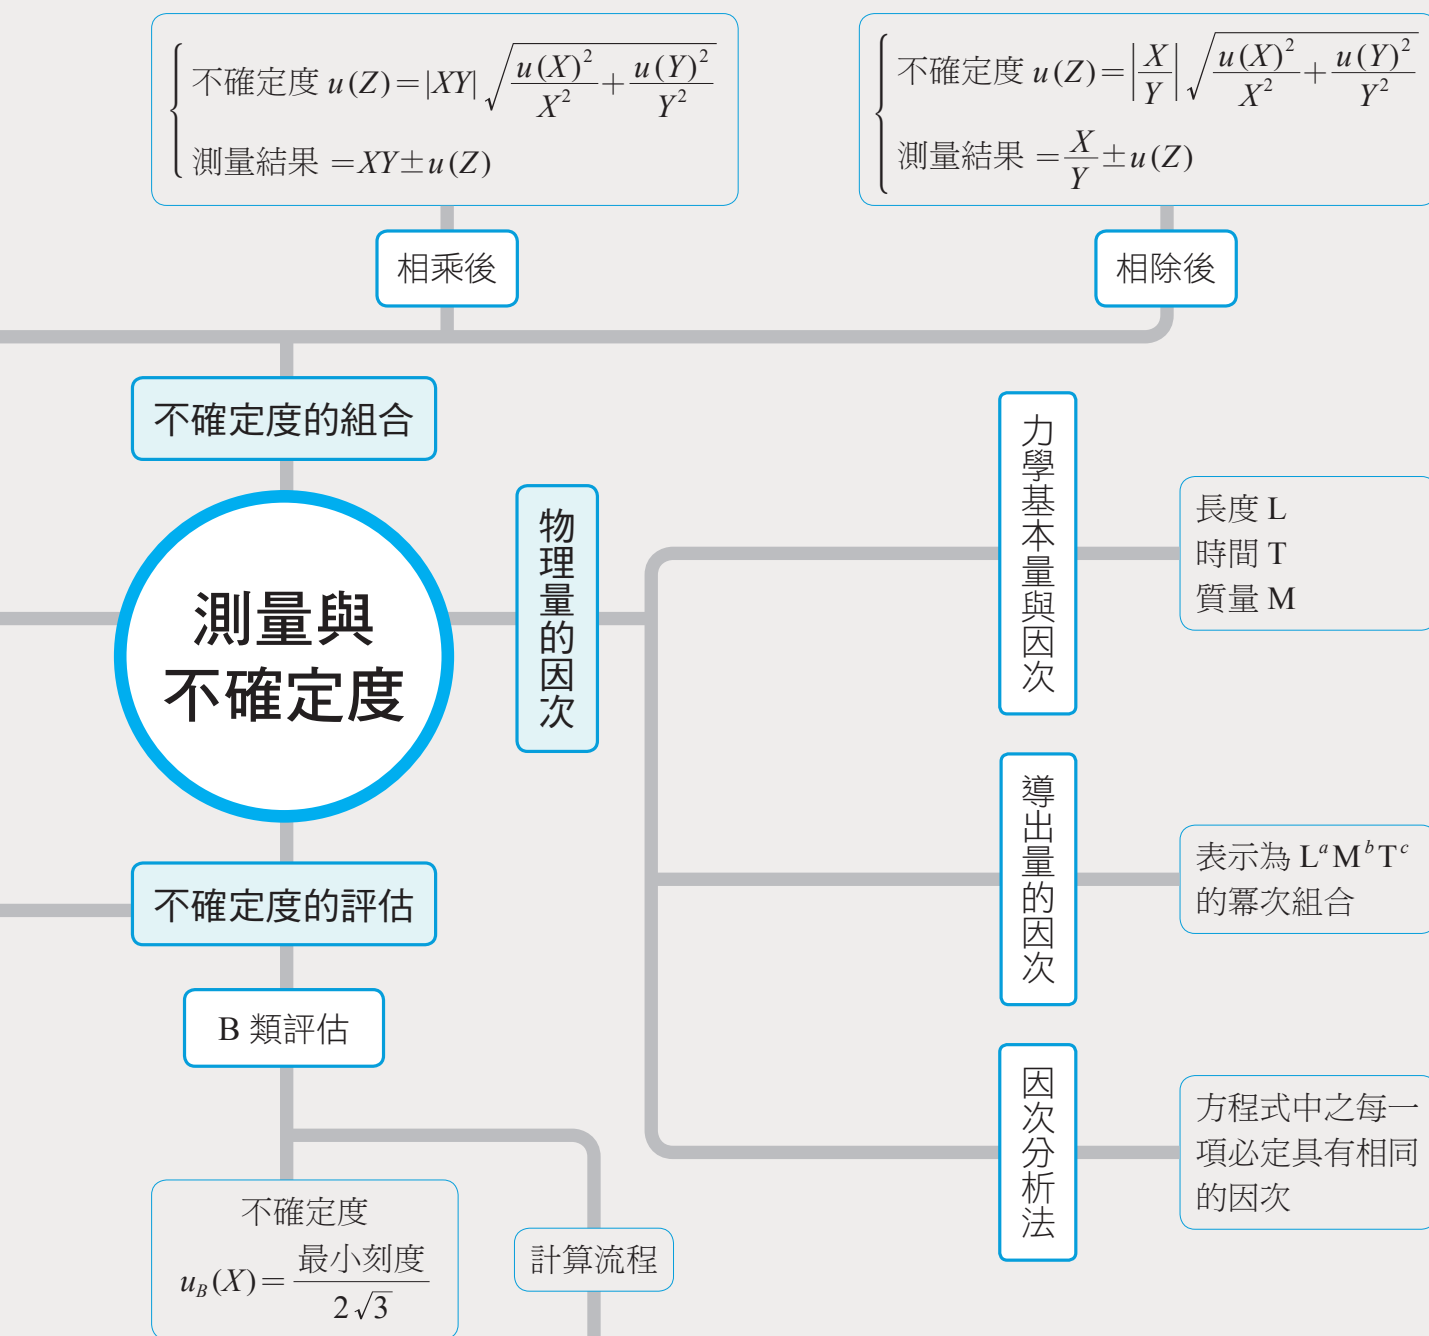 不確定度 u(Z)=|XY|√(u(X)²/X²+u(Y)²/Y²)
測量結果 =XY±u(Z)
不確定度 u(Z)=|X/Y|√(u(X)²/X²+u(Y)²/Y²)
測量結果 =X/Y±u(Z)
相乘後
相除後
不確定度的組合
測量與
不確定度
物理量的因次
力學基本量與因次
長度 L
時間 T
質量 M
導出量的因次
表示為 LᵃMᵇTᶜ
的冪次組合
因次分析法
方程式中之每一
項必定具有相同
的因次
不確定度的評估
B 類評估
不確定度
u_B(X)=最小刻度/2√3
計算流程